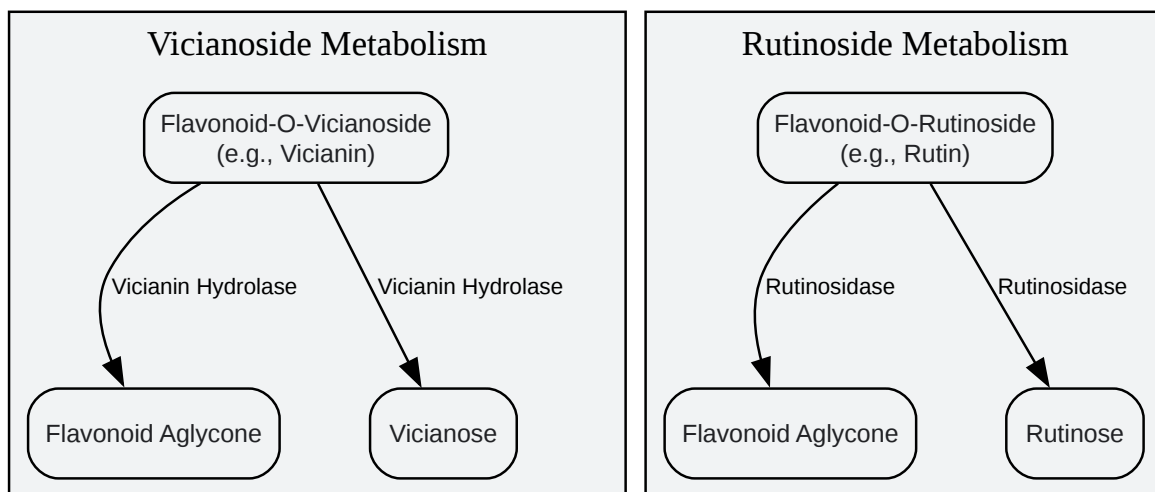 Vicianoside Metabolism
Flavonoid-O-Vicianoside
(e.g., Vicianin)
Vicianin Hydrolase
Vicianin Hydrolase
Flavonoid Aglycone
Vicianose
Rutinoside Metabolism
Flavonoid-O-Rutinoside
(e.g., Rutin)
Rutinosidase
Rutinosidase
Flavonoid Aglycone
Rutinose